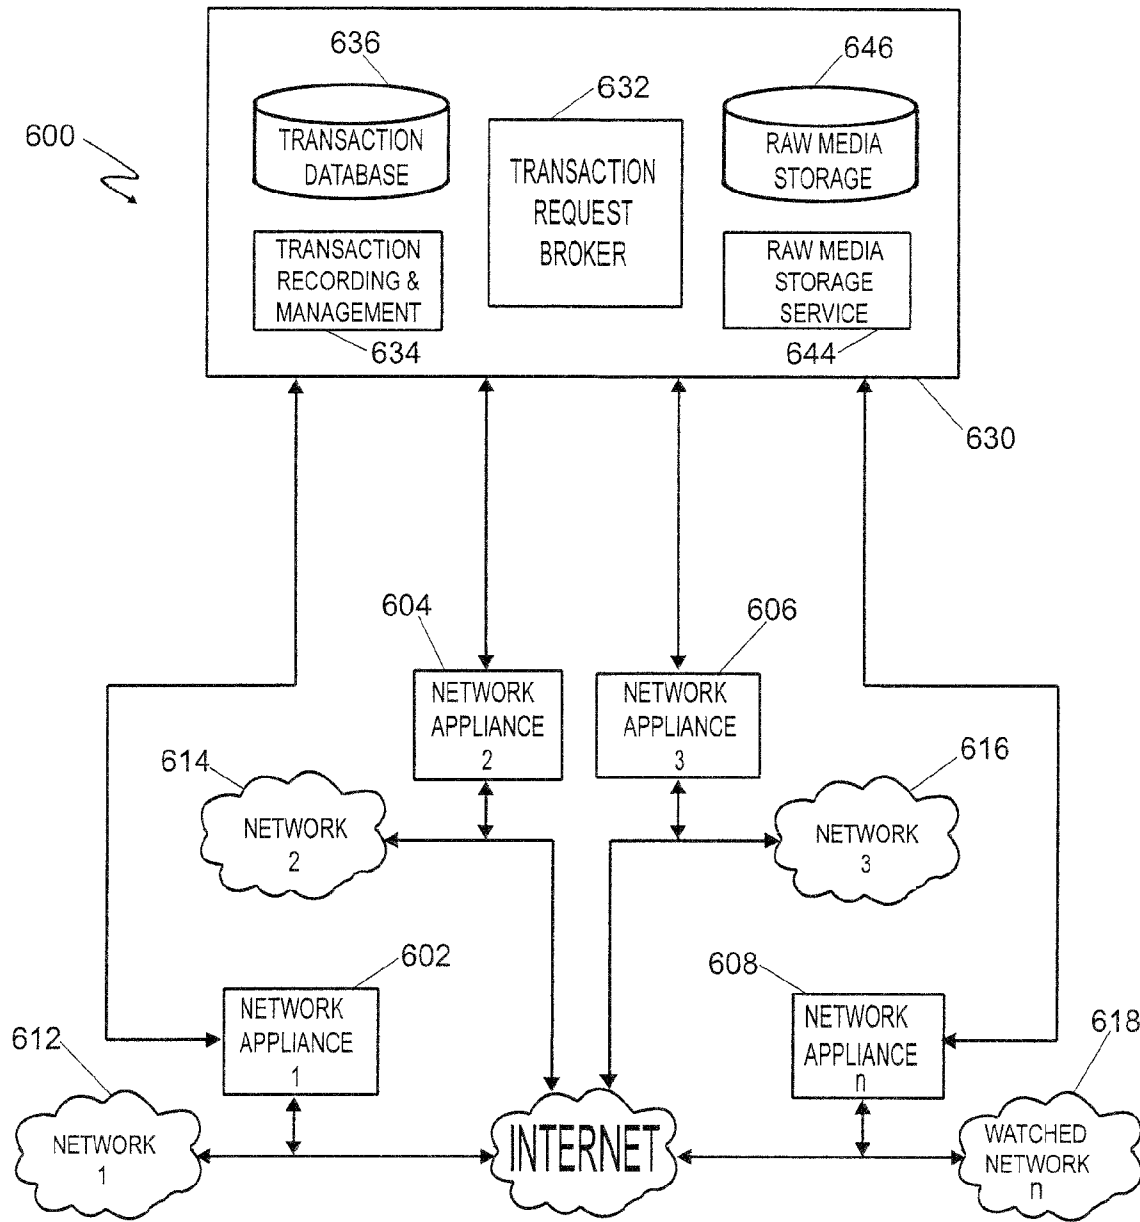 636
646
632
600
TRANSACTION
DATABASE
TRANSACTION
REQUEST
BROKER
RAW MEDIA
STORAGE
TRANSACTION
RECORDING &
MANAGEMENT
RAW MEDIA
STORAGE
SERVICE
634
644
630
604
606
NETWORK
APPLIANCE
2
NETWORK
APPLIANCE
3
614
616
NETWORK
2
NETWORK
3
602
608
NETWORK
APPLIANCE
1
NETWORK
APPLIANCE
n
612
618
NETWORK
1
INTERNET
WATCHED
NETWORK
n